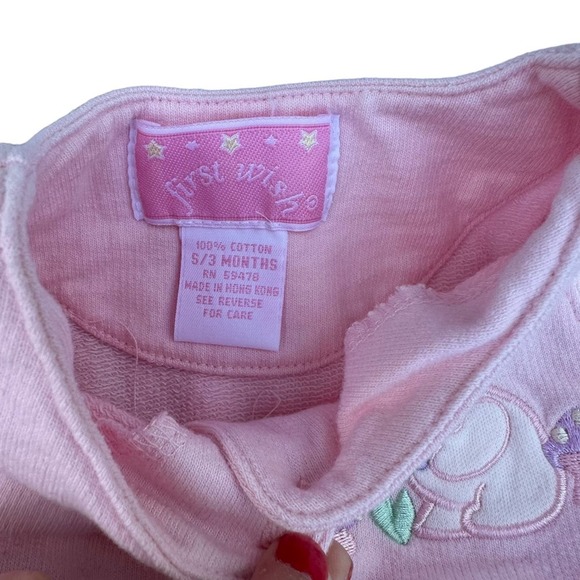 first wish
100% COTTON
S/3 MONTHS
RN 59478
MADE IN HONG KONG
SEE REVERSE
FOR CARE